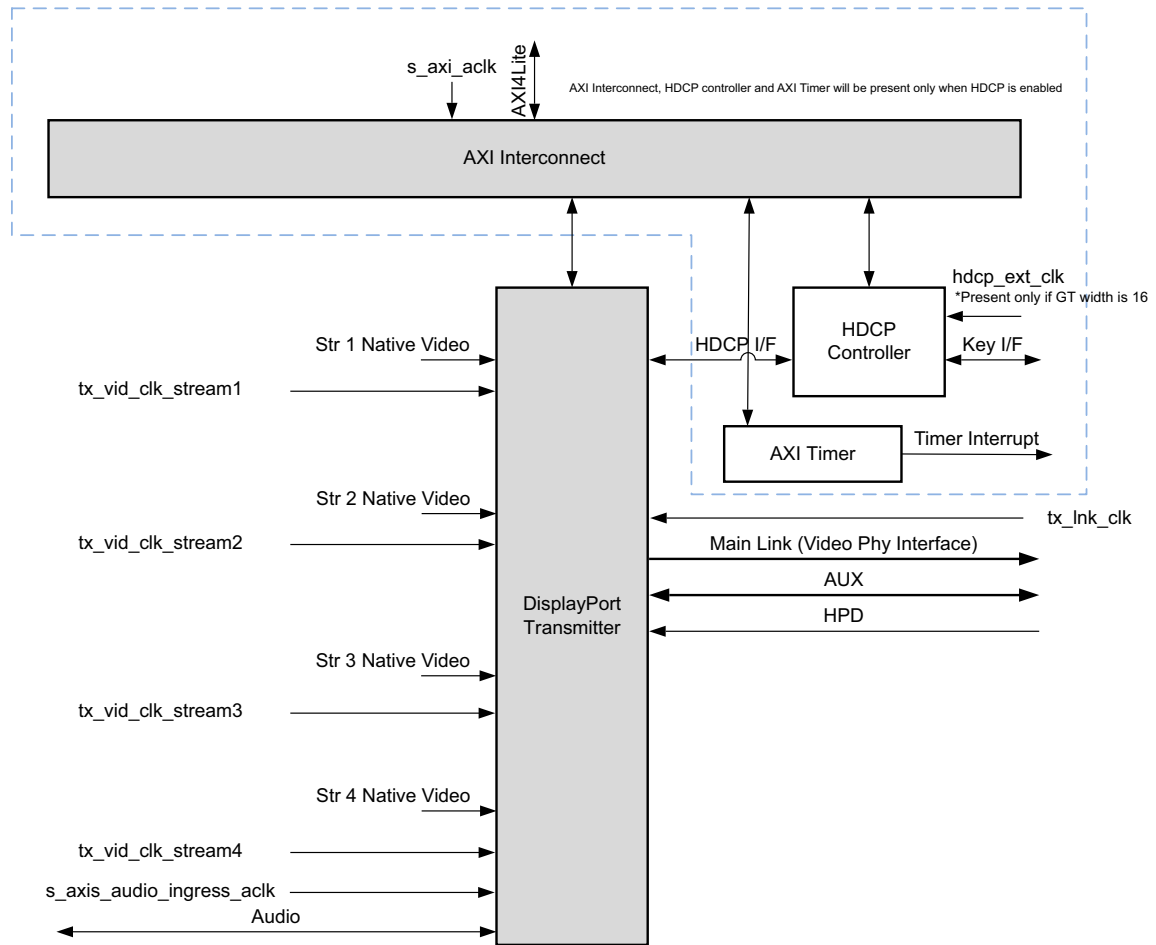 s_axi_aclk
AXI4Lite
AXI Interconnect, HDCP controller and AXI Timer will be present only when HDCP is enabled
AXI Interconnect
hdcp_ext_clk
*Present only if GT width is 16
HDCP
Controller
Str 1 Native Video
HDCP I/F
Key I/F
tx_vid_clk_stream1
Timer Interrupt
AXI Timer
Str 2 Native Video
tx_lnk_clk
tx_vid_clk_stream2
Main Link (Video Phy Interface)
AUX
DisplayPort
Transmitter
HPD
Str 3 Native Video
tx_vid_clk_stream3
Str 4 Native Video
tx_vid_clk_stream4
s_axis_audio_ingress_aclk
Audio